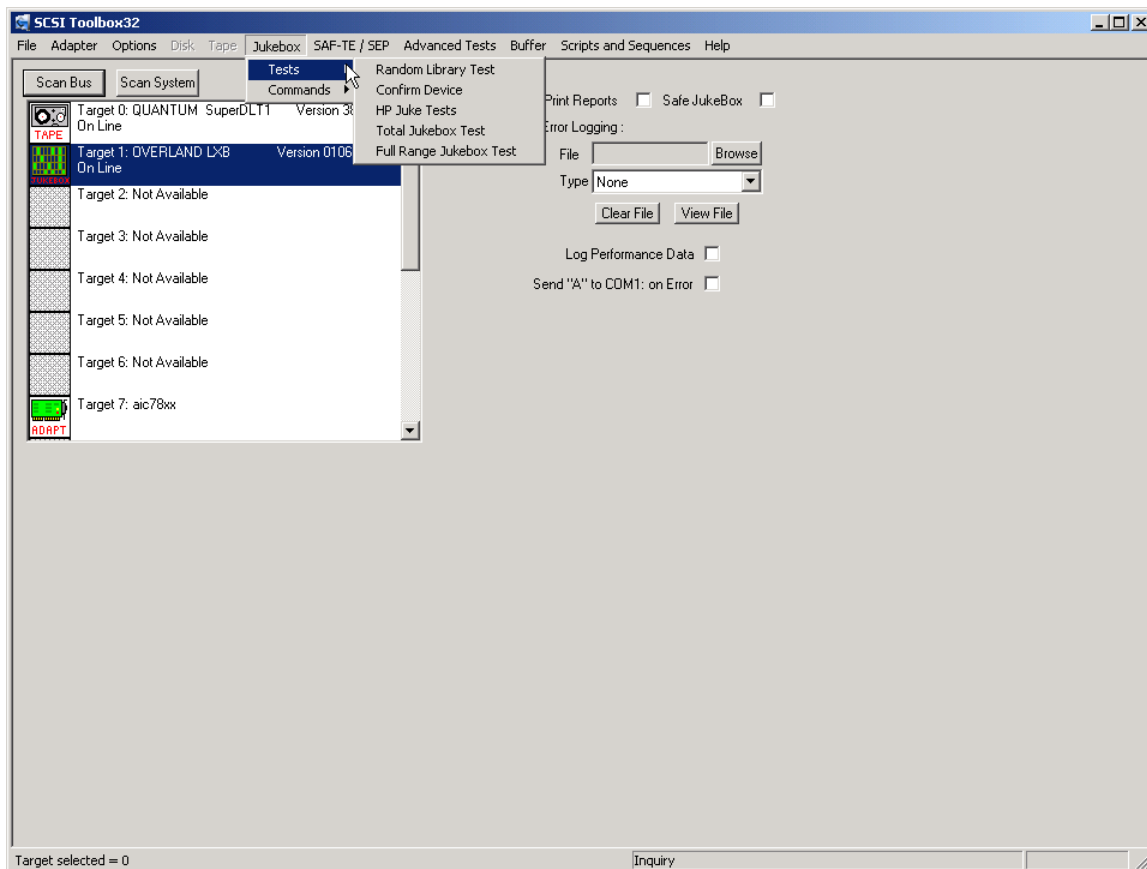 SCSI Toolbox32
File Adapter Options Disk Tape Jukebox SAF-TE / SEP Advanced Tests Buffer Scripts and Sequences Help
Tests
Commands
Random Library Test
Confirm Device
HP Juke Tests
Total Jukebox Test
Full Range Jukebox Test
Scan Bus Scan System
TAPE
Target 0: QUANTUM SuperDLT1 Version 38
On Line
JUKEBOX
Target 1: OVERLAND LXB Version 0106
On Line
Target 2: Not Available
Target 3: Not Available
Target 4: Not Available
Target 5: Not Available
Target 6: Not Available
Target 7: aic78xx
ADAPT
Print Reports Safe JukeBox
Error Logging :
File Browse
Type None
Clear File View File
Log Performance Data
Send "A" to COM1: on Error
Target selected = 0 Inquiry